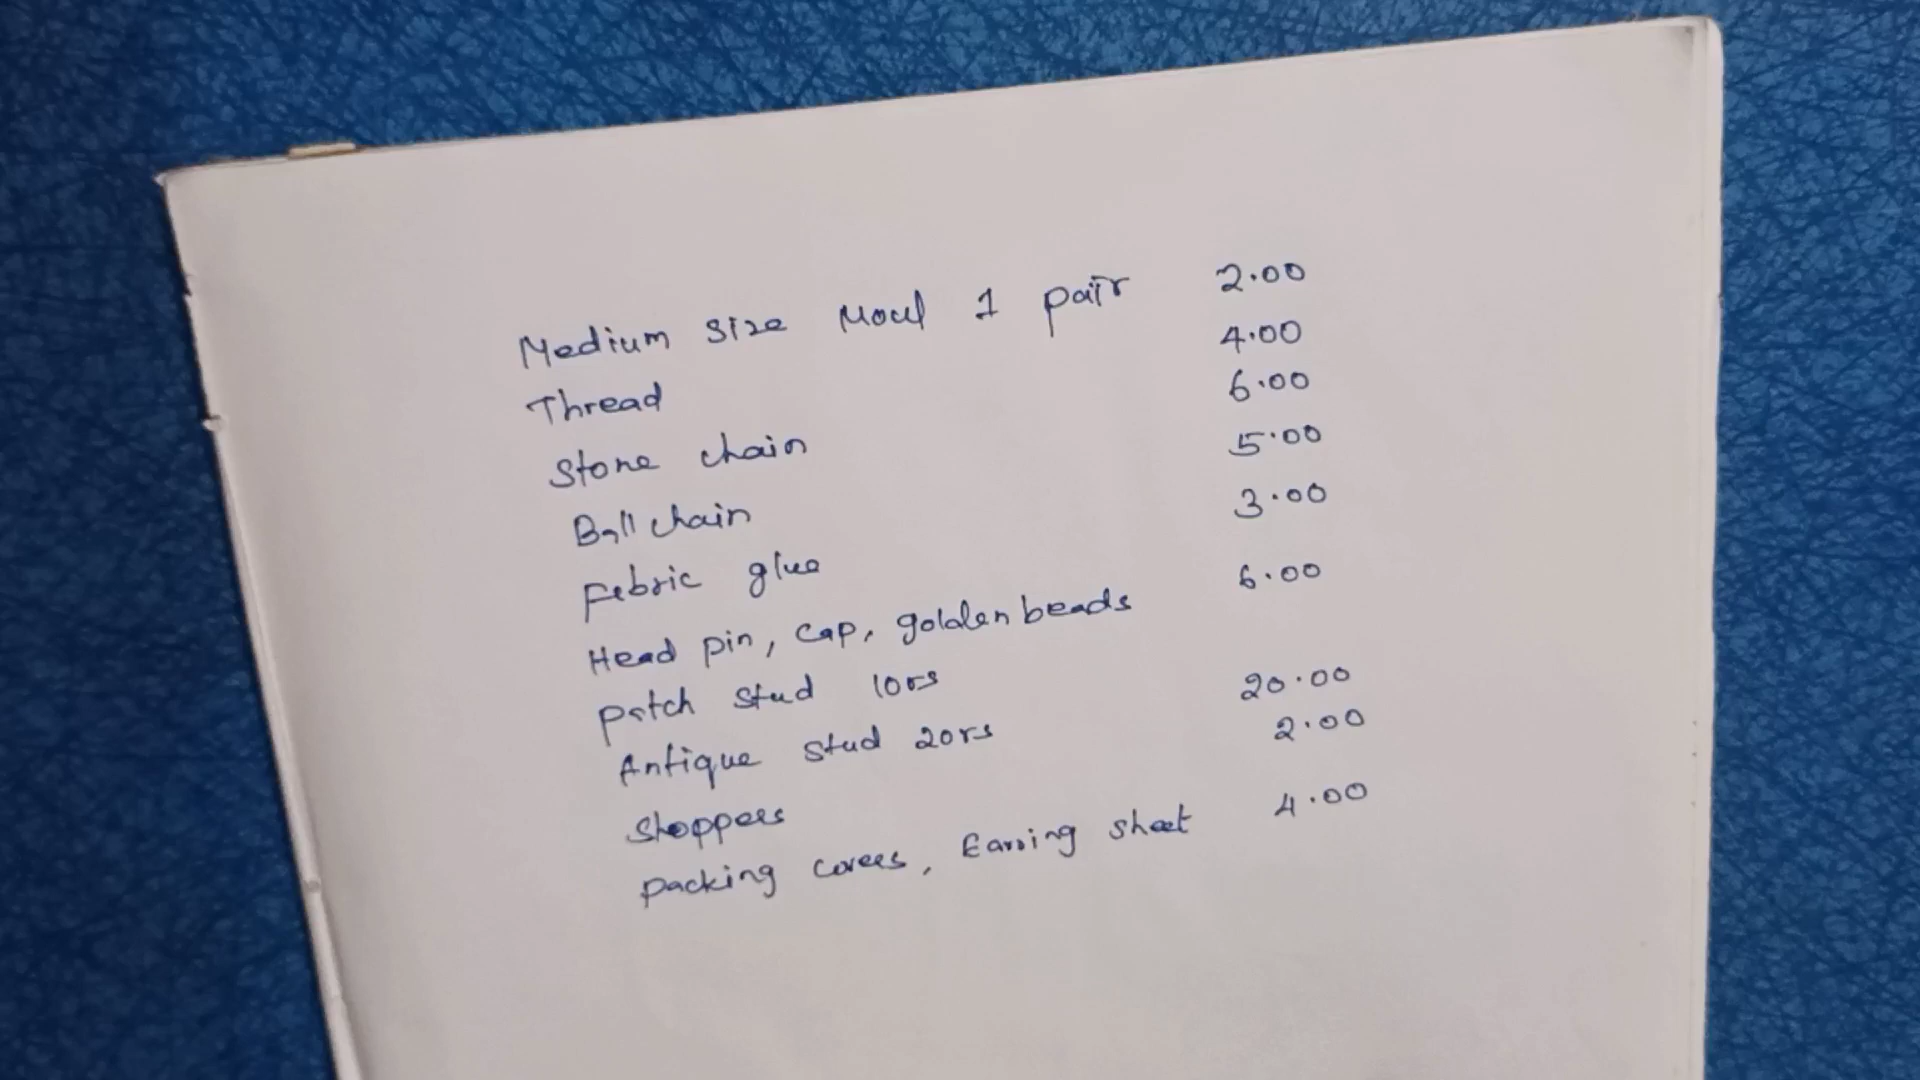 Medium size Moul 1 pair 2.00
Thread 4.00
Stone chain 6.00
Ball chain 5.00
Febric glue 3.00
Head pin, cap, golden beads 6.00
patch stud 10rs
Antique stud 20rs 20.00
Stoppers 2.00
packing covers, Earring sheet 4.00